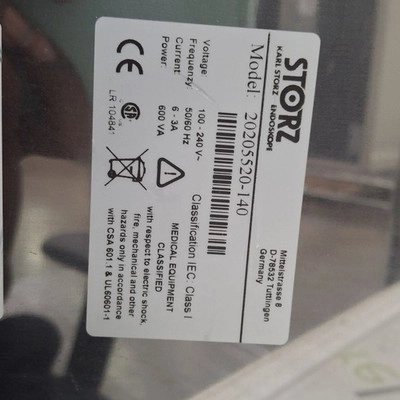 STORZ
KARL STORZ ENDOSKOPE
Mittelstrasse 8
D-78532 Tuttlingen
Germany
Model: 20205520-140
Voltage: 100 - 240 V~
Frequenzy: 50/60 Hz
Current: 6 - 3A
Power: 600 VA
Classification IEC: Class I
CE
LR 104841
MEDICAL EQUIPMENT
CLASSIFIED
with respect to electric shock,
fire, mechanical and other
hazards only in accordance
with CSA 601.1 & UL60601-1